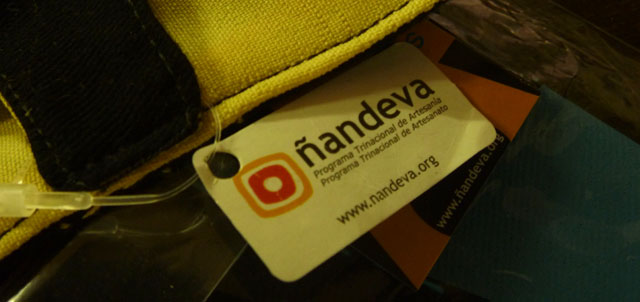 ñandeva
Programa Trinacional de Artesanía
Programa Trinacional de Artesanato
www.nandeva.org
www.ñandeva.org